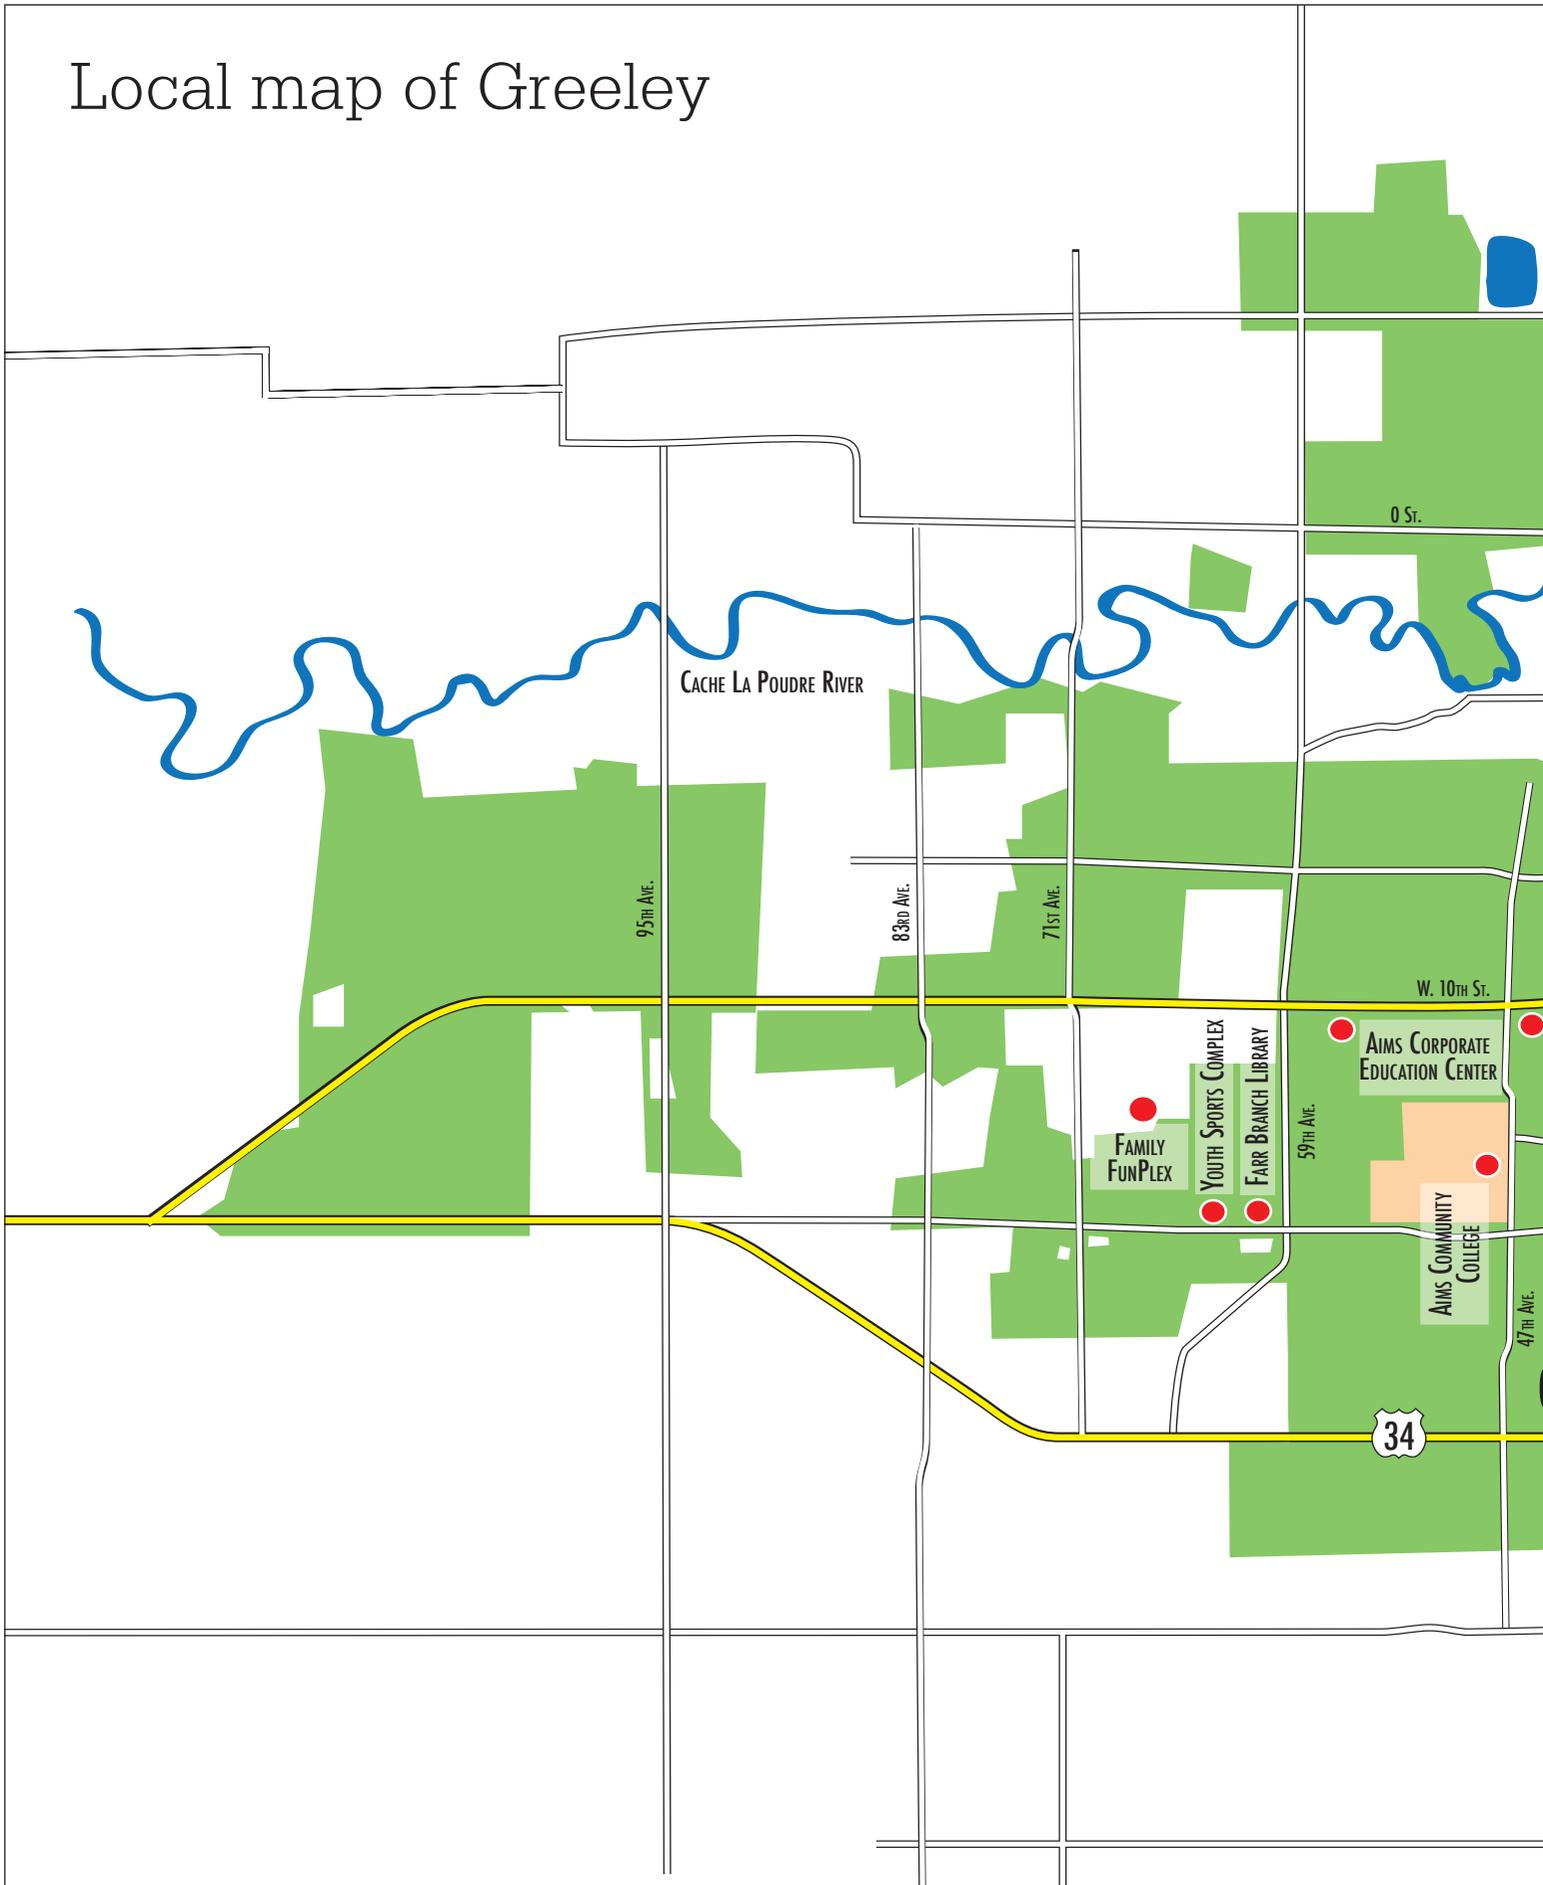 Local map of Greeley
O St.
Cache La Poudre River
95th Ave.
83rd Ave.
71st Ave.
W. 10th St.
Aims Corporate
Education Center
Youth Sports Complex
Farr Branch Library
59th Ave.
Family
FunPlex
Aims Community
College
47th Ave.
34